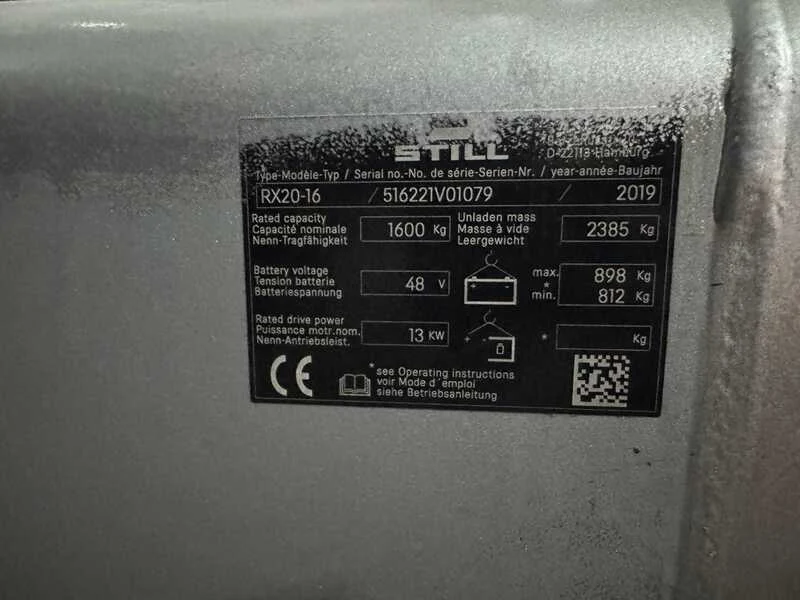 STILL
D-22113 Hamburg
Type-Modèle-Typ / Serial no.-No. de série-Serien-Nr. / year-année-Baujahr
RX20-16 / 516221V01079 / 2019
Rated capacity
Capacité nominale
Nenn-Tragfähigkeit
1600 Kg
Unladen mass
Masse à vide
Leergewicht
2385 Kg
Battery voltage
Tension batterie
Batteriespannung
48 V
+ -
max. 898 Kg
*
min. 812 Kg
Rated drive power
Puissance motr.nom.
Nenn-Antriebsleist.
13 KW
+ -
* Kg
CE
*see Operating instructions
voir Mode d´emploi
siehe Betriebsanleitung